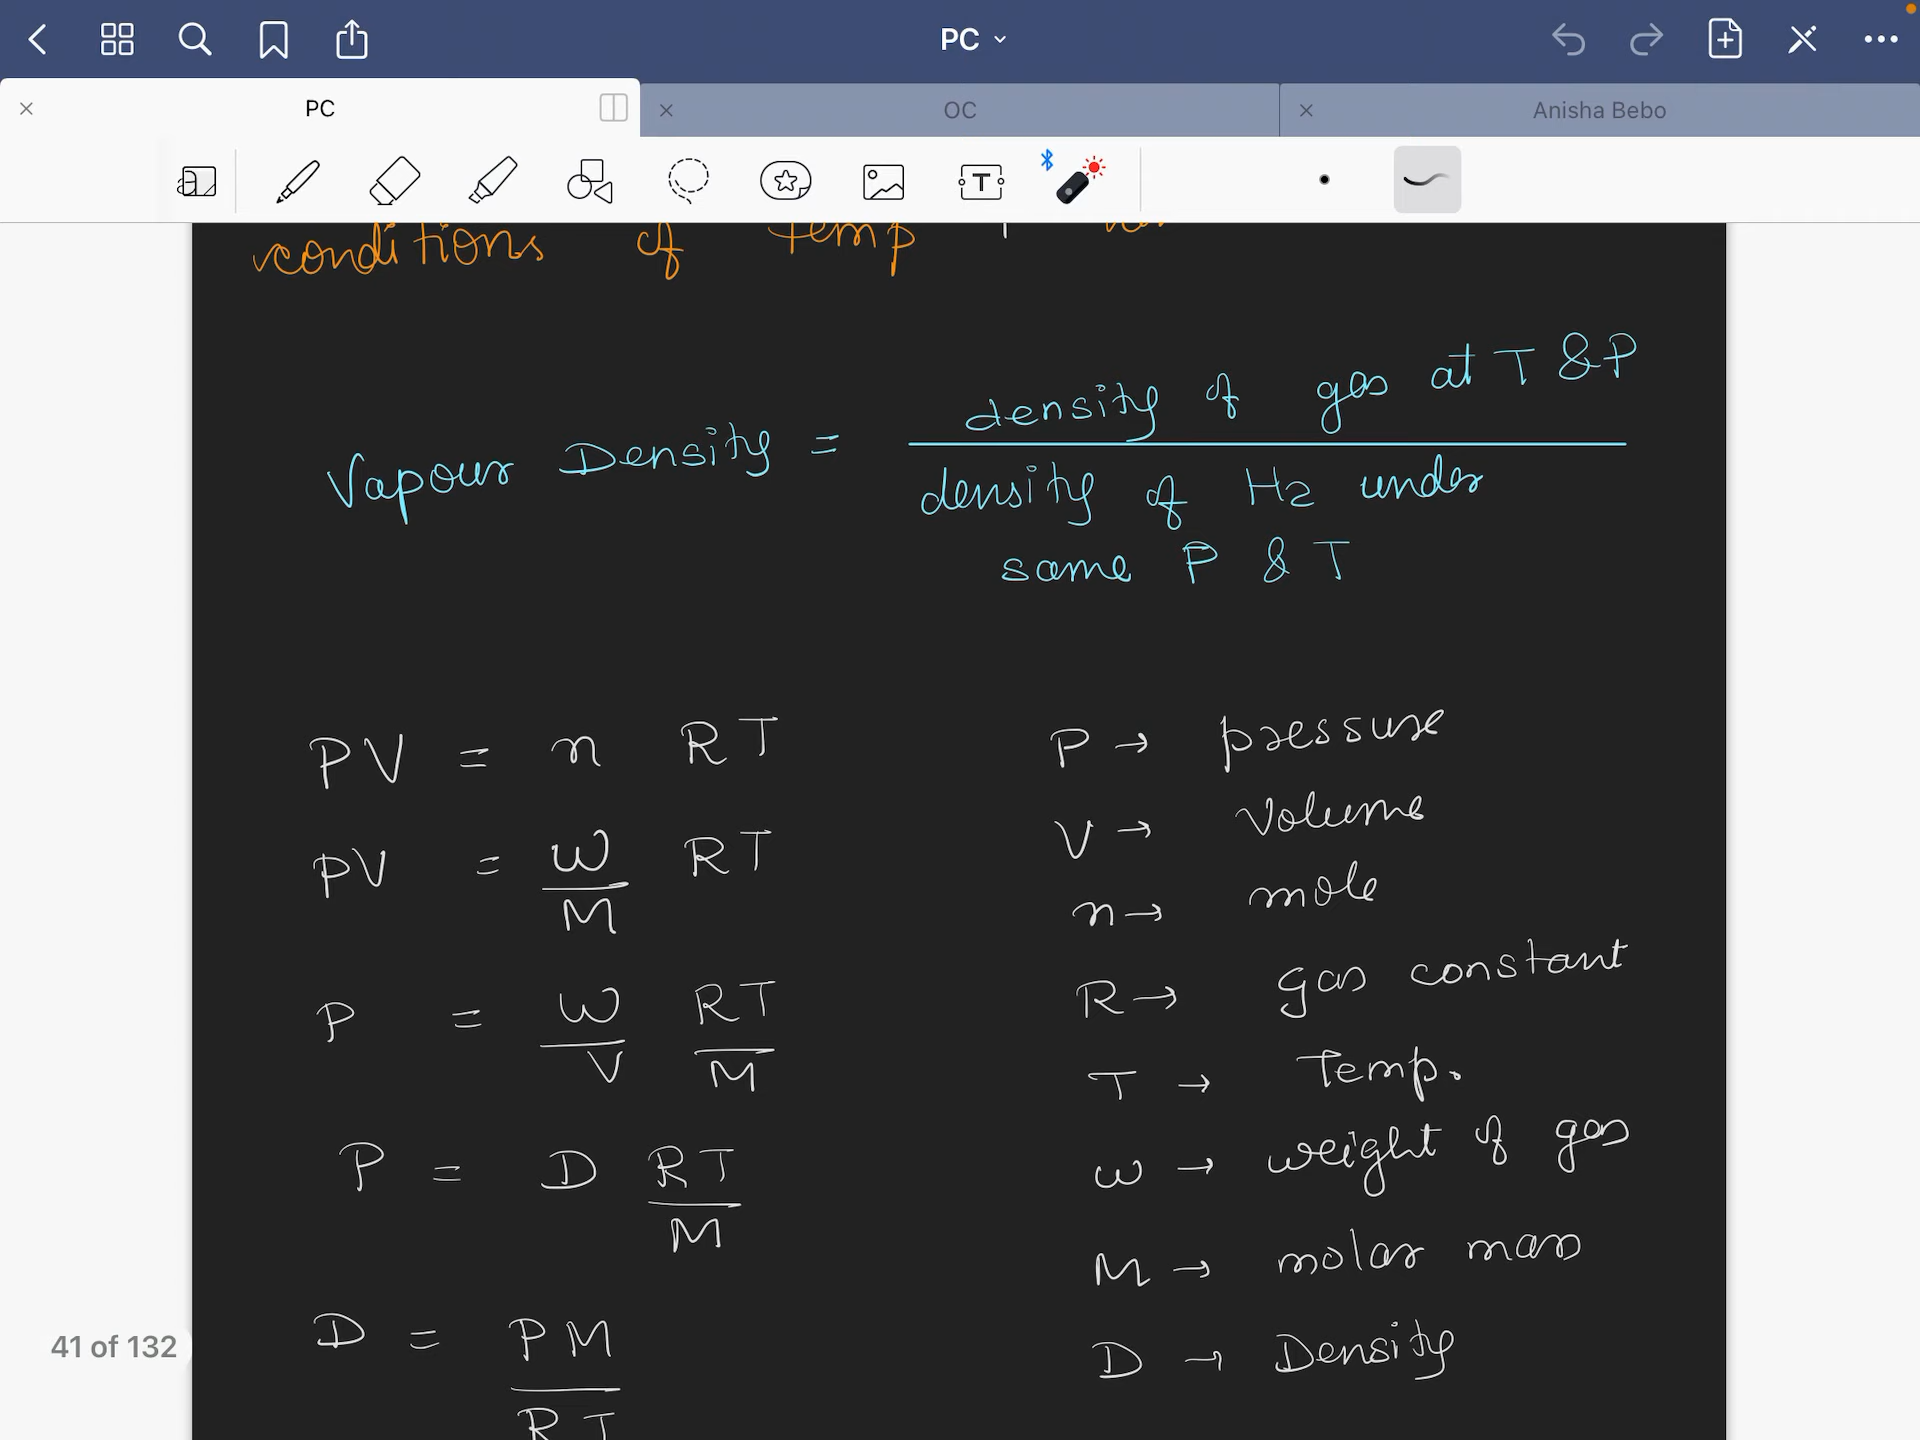 PC
PC
OC
Anisha Bebo
T
conditions of temp
Vapour Density = density of gas at T & P
density of H2 under
same P & T
PV = n RT
P → pressure
PV = W RT
M
V → Volume
n → mole
P = W RT
V M
R → gas constant
T → Temp.
P = D RT
M
w → weight of gas
M → molar mass
D = PM
RT
D → Density
41 of 132